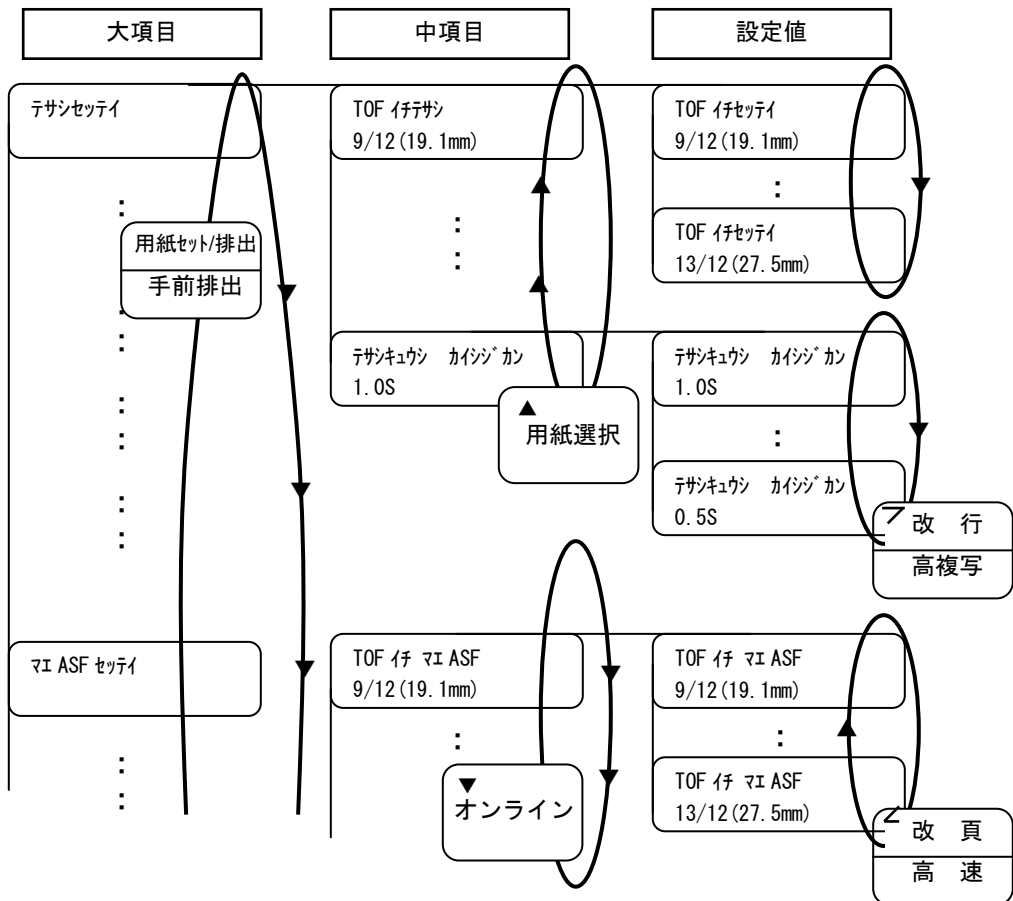 大項目
中項目
設定値
ﾃｻｼｾｯﾃｲ
TOF ｲﾁﾃｻｼ
9/12(19.1mm)
TOF ｲﾁｾｯﾃｲ
9/12(19.1mm)
:
:
:
:
用紙ｾｯﾄ/排出
手前排出
TOF ｲﾁｾｯﾃｲ
13/12(27.5mm)
:
:
:
:
:
ﾃｻｼｷｭｳｼ ｶｲｼｼﾞｶﾝ
1.0S
▲
用紙選択
ﾃｻｼｷｭｳｼ ｶｲｼｼﾞｶﾝ
1.0S
:
ﾃｻｼｷｭｳｼ ｶｲｼｼﾞｶﾝ
0.5S
>
改 行
高複写
ﾏｴ ASF ｾｯﾃｲ
TOF ｲﾁ ﾏｴ ASF
9/12(19.1mm)
TOF ｲﾁ ﾏｴ ASF
9/12(19.1mm)
:
:
:
:
▼
オンライン
TOF ｲﾁ ﾏｴ ASF
13/12(27.5mm)
<
改 頁
高 速